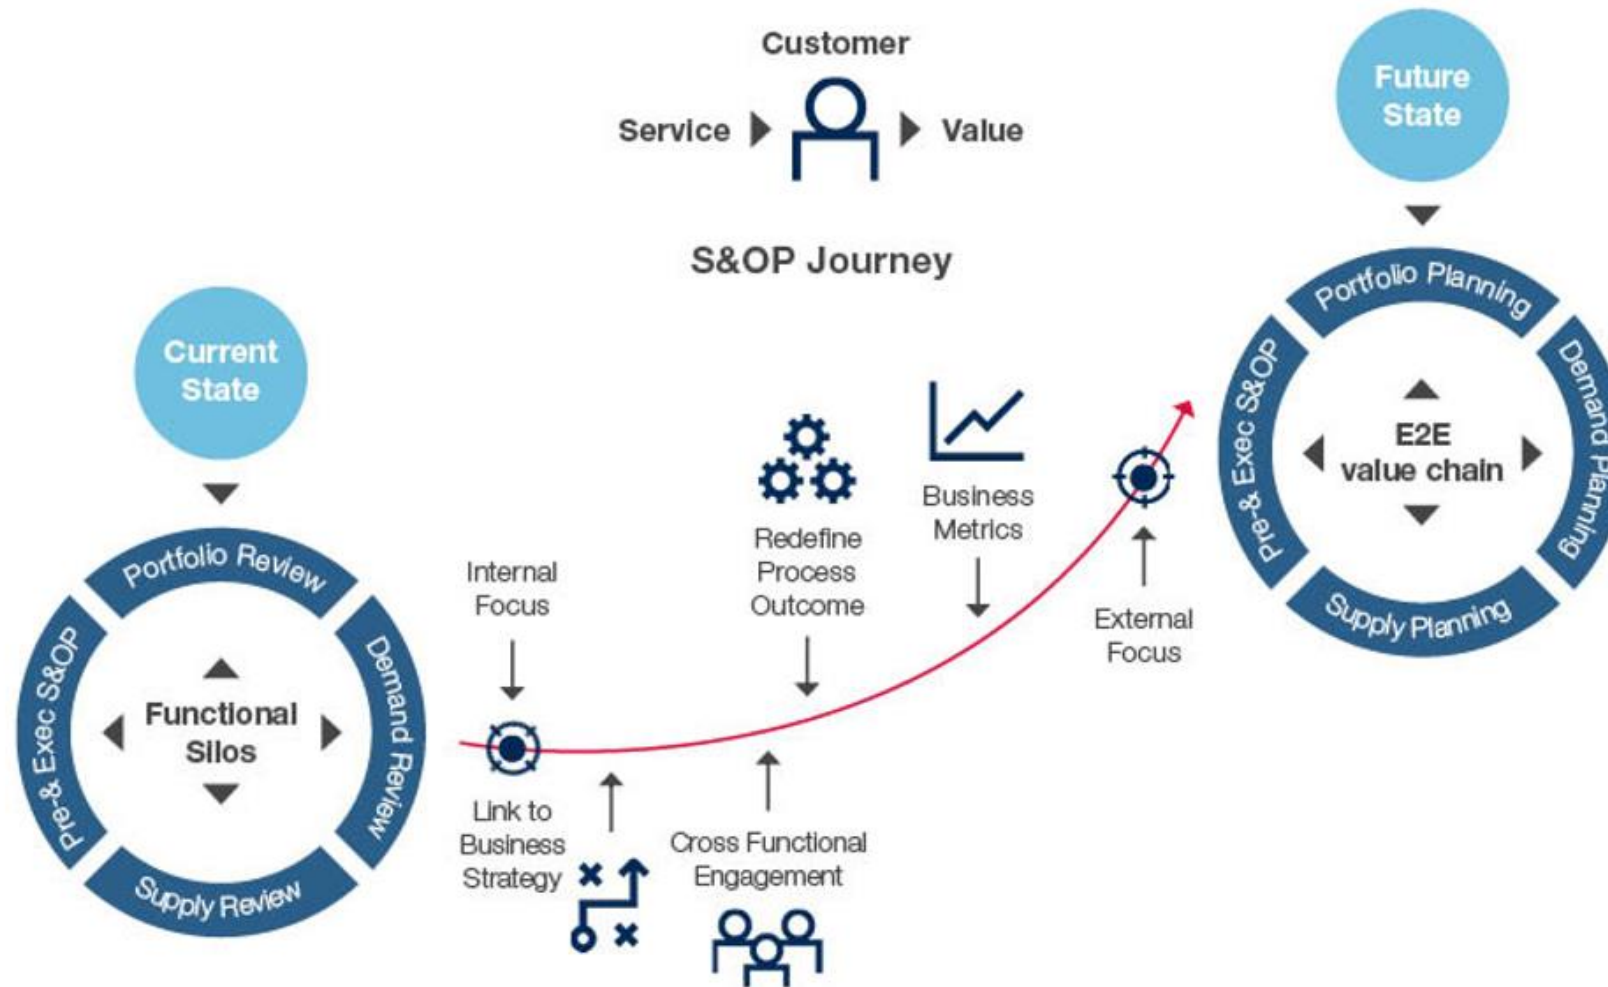 Customer
Service
Value
S&OP Journey
Current
State
Portfolio Review
Demand Review
Supply Review
Pre-& Exec S&OP
Functional
Silos
Internal
Focus
Link to
Business
Strategy
Cross Functional
Engagement
Redefine
Process
Outcome
Business
Metrics
External
Focus
Future
State
Portfolio Planning
Demand Planning
Supply Planning
Pre-& Exec S&OP
E2E
value chain